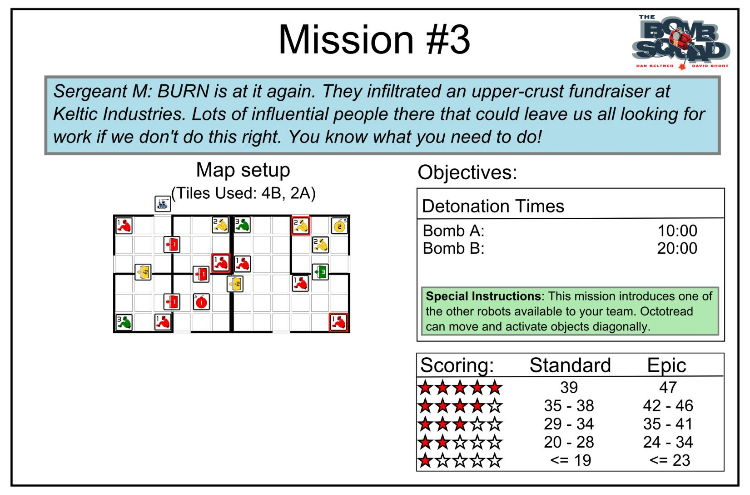 Mission #3
THE
BOMB
SQUAD
DAN KELTNER DAVID SHORT
Sergeant M: BURN is at it again. They infiltrated an upper-crust fundraiser at
Keltic Industries. Lots of influential people there that could leave us all looking for
work if we don't do this right. You know what you need to do!
Map setup
(Tiles Used: 4B, 2A)
Objectives:
Detonation Times
Bomb A: 10:00
Bomb B: 20:00
Special Instructions: This mission introduces one of
the other robots available to your team. Octotread
can move and activate objects diagonally.
Scoring: Standard Epic
39 47
35 - 38 42 - 46
29 - 34 35 - 41
20 - 28 24 - 34
<= 19 <= 23